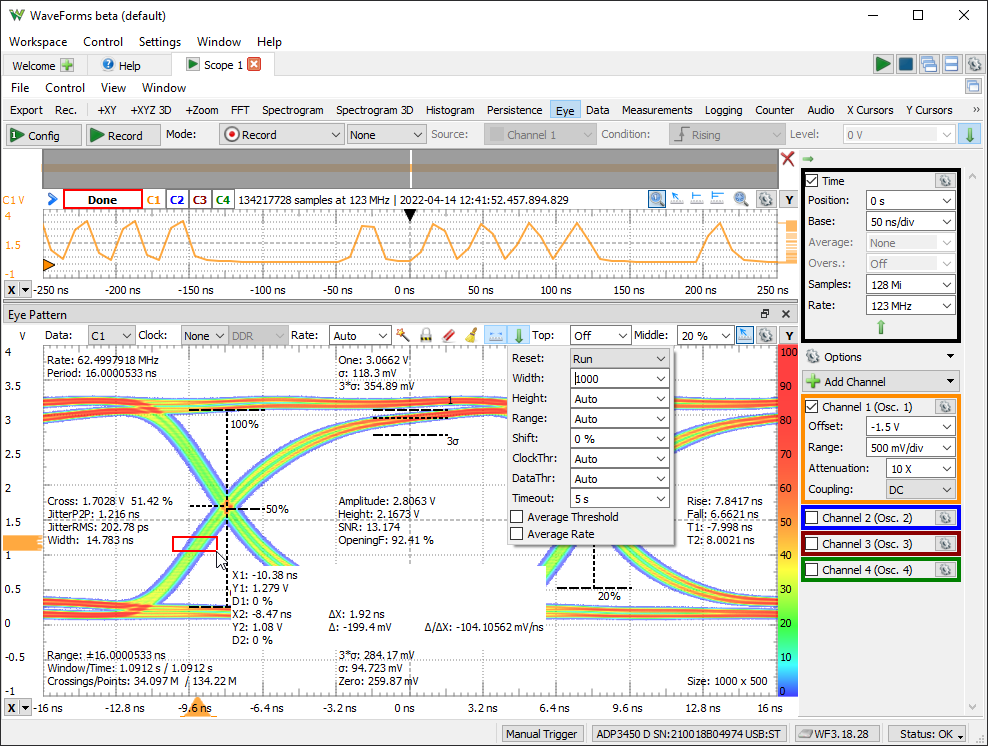 WaveForms beta (default)
Workspace Control Settings Window Help
Welcome Help Scope 1
File Control View Window
Export Rec. +XY +XYZ 3D +Zoom FFT Spectrogram Spectrogram 3D Histogram Persistence Eye Data Measurements Logging Counter Audio X Cursors Y Cursors »
Config Record Mode: Record None Source: Channel 1 Condition: Rising Level: 0 V
C1 V Done C1 C2 C3 C4 134217728 samples at 123 MHz | 2022-04-14 12:41:52.457.894.829 Y
4
1.5
-1
X -250 ns -200 ns -150 ns -100 ns -50 ns 0 ns 50 ns 100 ns 150 ns 200 ns 250 ns
Eye Pattern
V Data: C1 Clock: None DDR Rate: Auto Top: Off Middle: 20 % Y
4
3.5
3
2.5
2
1.5
1
0.5
0
-0.5
-1
Rate: 62.4997918 MHz
Period: 16.0000533 ns
One: 3.0662 V
σ: 118.3 mV
3*σ: 354.89 mV
1
3σ
100%
50%
20%
Cross: 1.7028 V 51.42 %
JitterP2P: 1.216 ns
JitterRMS: 202.78 ps
Width: 14.783 ns
Amplitude: 2.8063 V
Height: 2.1673 V
SNR: 13.174
OpeningF: 92.41 %
Rise: 7.8417 ns
Fall: 6.6621 ns
T1: -7.998 ns
T2: 8.0021 ns
X1: -10.38 ns
Y1: 1.279 V
D1: 0 %
X2: -8.47 ns ΔX: 1.92 ns
Y2: 1.08 V Δ: -199.4 mV Δ/ΔX: -104.10562 mV/ns
D2: 0 %
Range: ±16.0000533 ns
Window/Time: 1.0912 s / 1.0912 s
Crossings/Points: 34.097 M / 134.22 M
3*σ: 284.17 mV
σ: 94.723 mV
Zero: 259.87 mV
Size: 1000 x 500
Reset: Run
Width: 1000
Height: Auto
Range: Auto
Shift: 0 %
ClockThr: Auto
DataThr: Auto
Timeout: 5 s
Average Threshold
Average Rate
100
90
80
70
60
50
40
30
20
10
0
X -16 ns -12.8 ns -9.6 ns -6.4 ns -3.2 ns 0 ns 3.2 ns 6.4 ns 9.6 ns 12.8 ns 16 ns
Time
Position: 0 s
Base: 50 ns/div
Average: None
Overs.: Off
Samples: 128 Mi
Rate: 123 MHz
Options
Add Channel
Channel 1 (Osc. 1)
Offset: -1.5 V
Range: 500 mV/div
Attenuation: 10 X
Coupling: DC
Channel 2 (Osc. 2)
Channel 3 (Osc. 3)
Channel 4 (Osc. 4)
Manual Trigger ADP3450 D SN:210018B04974 USB:ST WF3.18.28 Status: OK